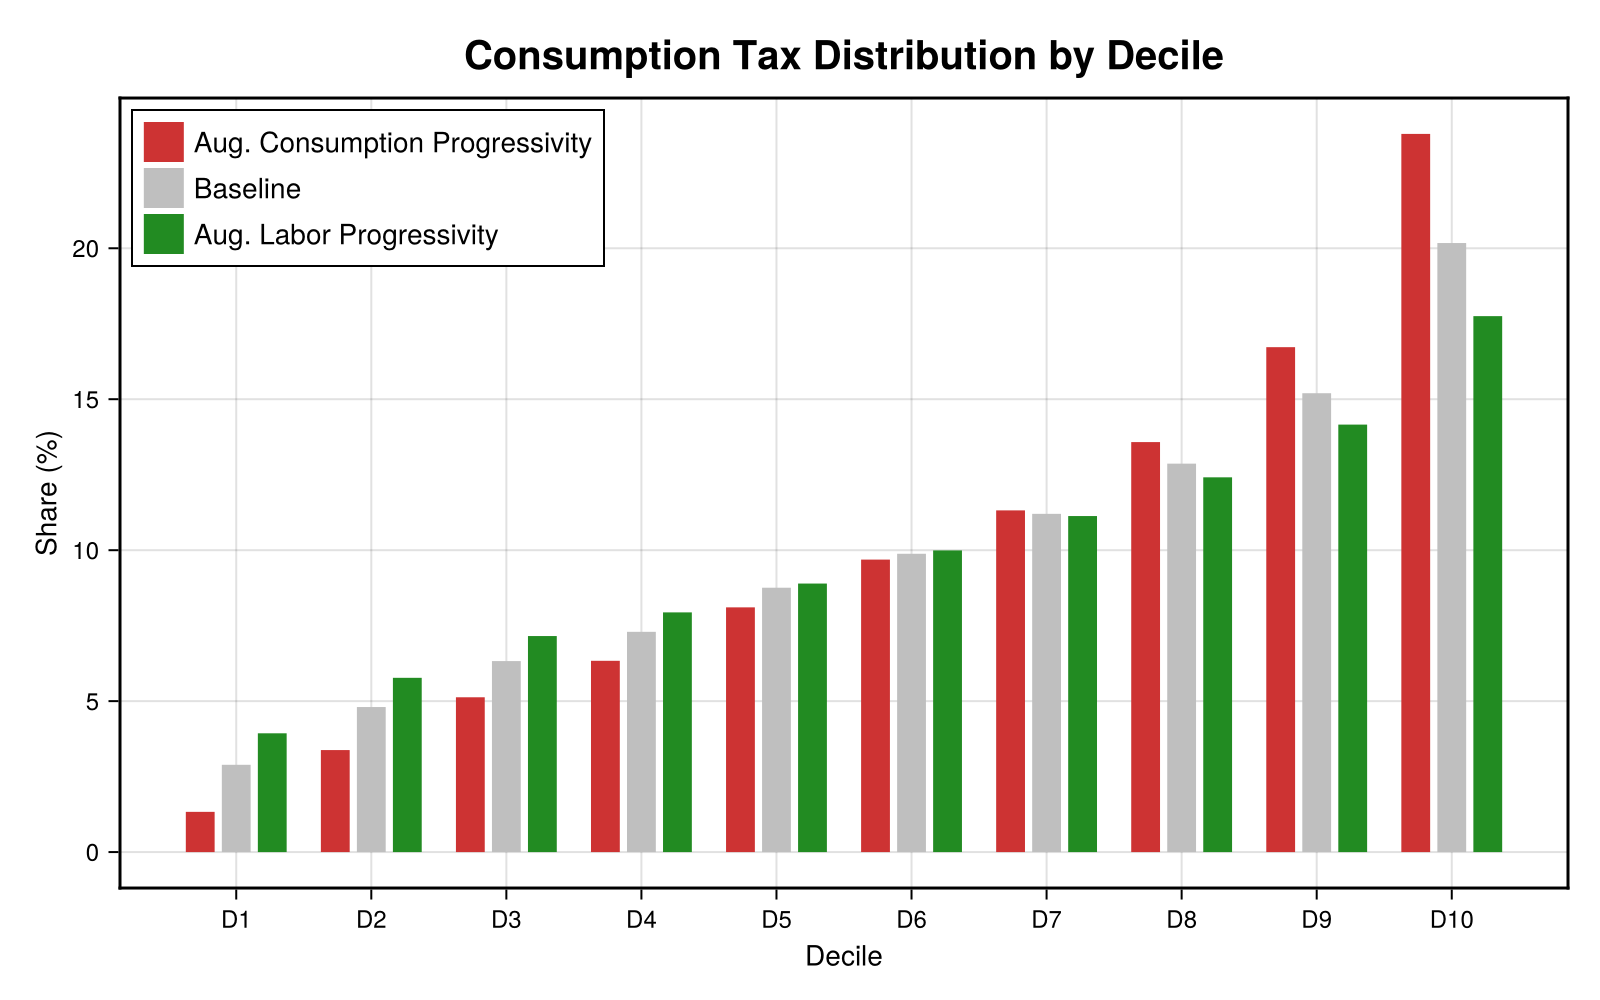 Consumption Tax Distribution by Decile
Aug. Consumption Progressivity
Baseline
Aug. Labor Progressivity
Share (%)
20
15
10
5
0
D1 D2 D3 D4 D5 D6 D7 D8 D9 D10
Decile